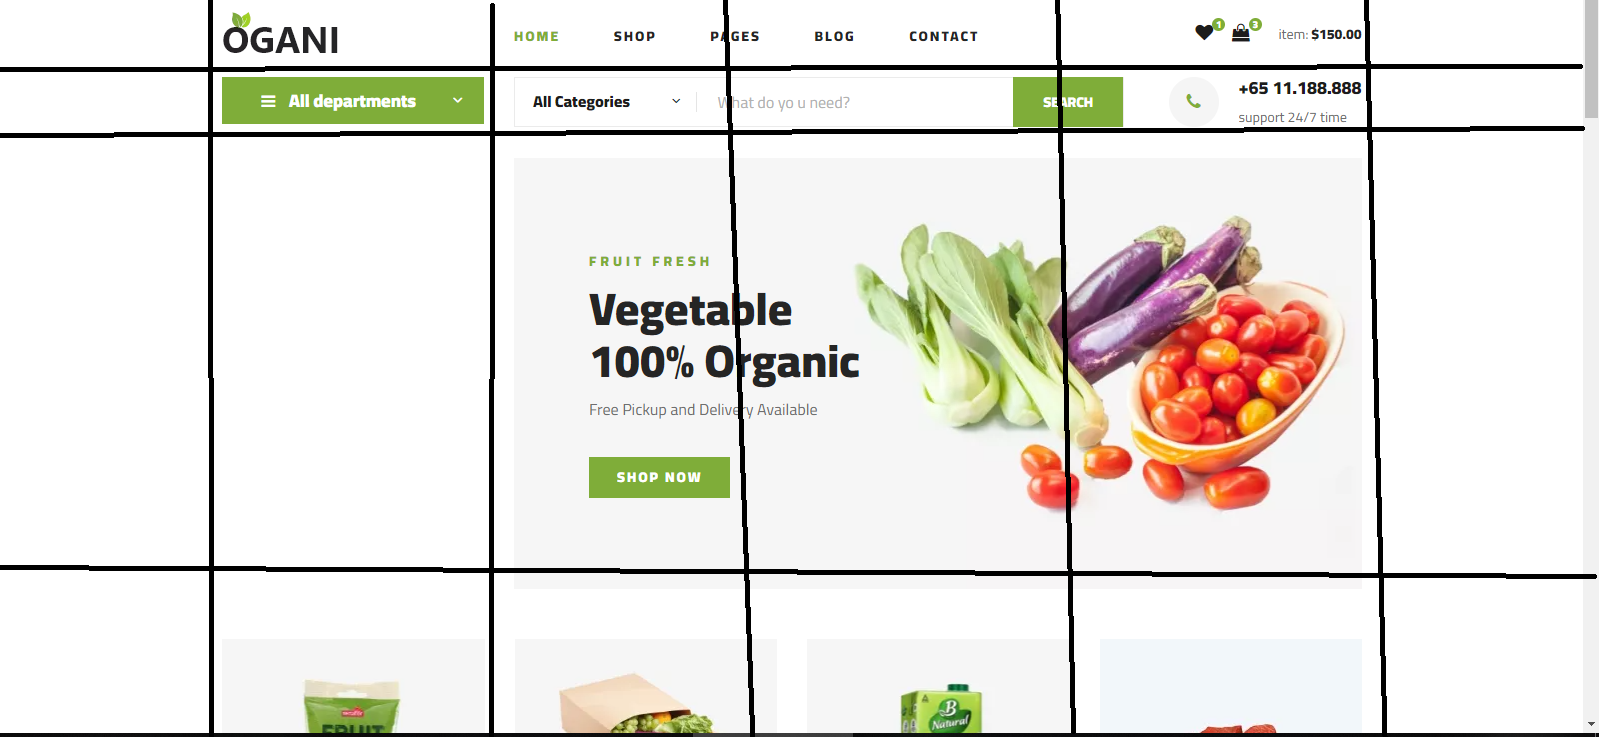 OGANI
HOME SHOP PAGES BLOG CONTACT
1 3 item: $150.00
All departments
All Categories What do yo u need? SEARCH
+65 11.188.888
support 24/7 time
FRUIT FRESH
Vegetable
100% Organic
Free Pickup and Delivery Available
SHOP NOW
FRUIT
B
Natural